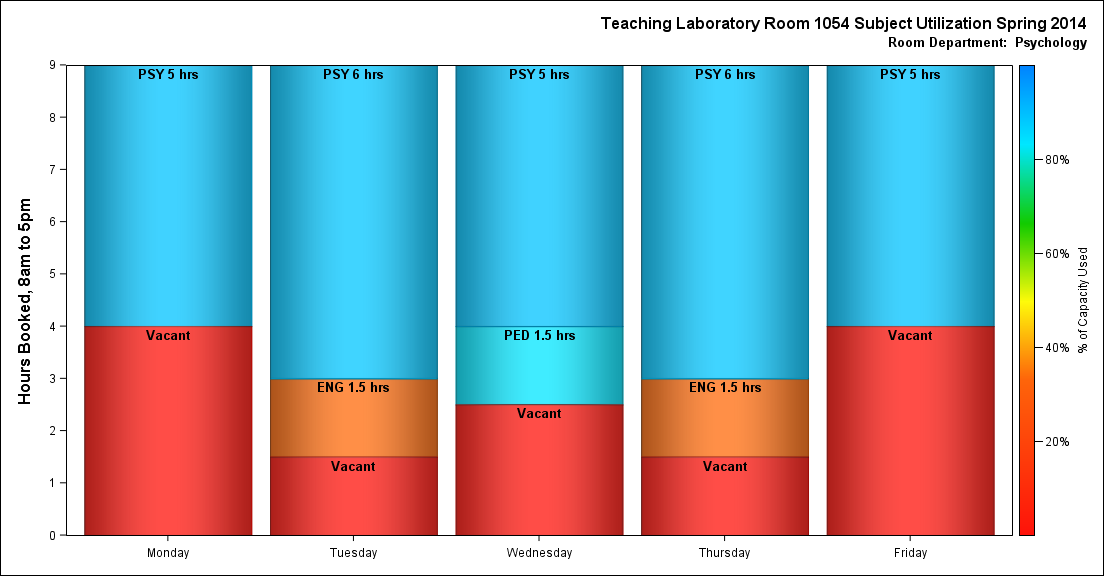 Teaching Laboratory Room 1054 Subject Utilization Spring 2014
Room Department: Psychology
Hours Booked, 8am to 5pm
9
8
7
6
5
4
3
2
1
0
PSY 5 hrs
Vacant
PSY 6 hrs
ENG 1.5 hrs
Vacant
PSY 5 hrs
PED 1.5 hrs
Vacant
PSY 6 hrs
ENG 1.5 hrs
Vacant
PSY 5 hrs
Vacant
Monday
Tuesday
Wednesday
Thursday
Friday
80%
60%
40%
20%
% of Capacity Used